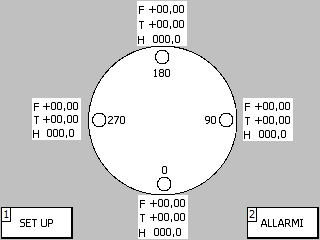 F +00,00
T +00,00
H 000,0
180
F +00,00
T +00,00
H 000,0
270
90
F +00,00
T +00,00
H 000,0
0
F +00,00
T +00,00
H 000,0
1
SET UP
2
ALLARMI